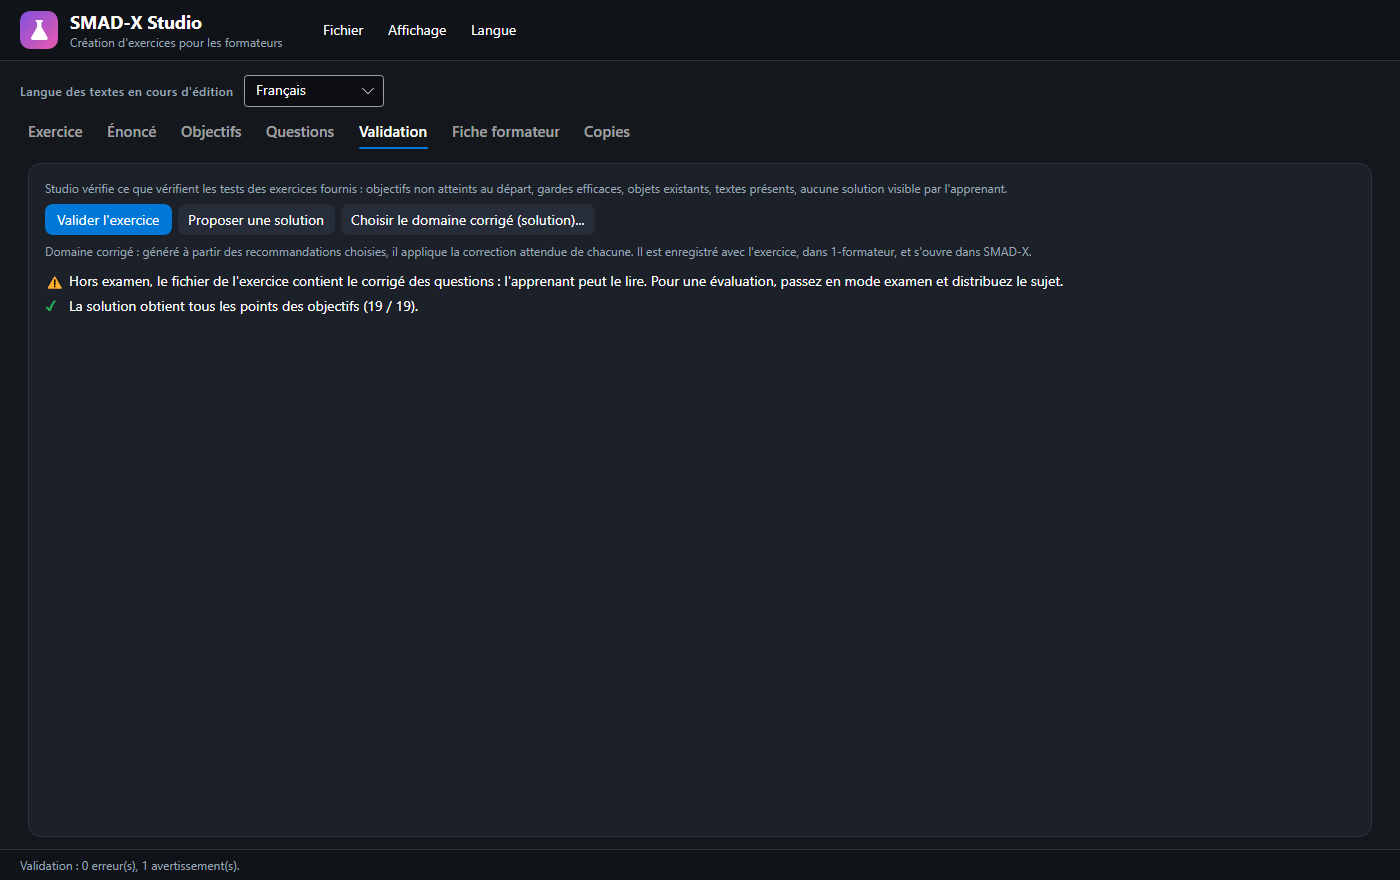 SMAD-X Studio
Création d'exercices pour les formateurs
Fichier Affichage Langue
Langue des textes en cours d'édition Français
Exercice Énoncé Objectifs Questions Validation Fiche formateur Copies
Studio vérifie ce que vérifient les tests des exercices fournis : objectifs non atteints au départ, gardes efficaces, objets existants, textes présents, aucune solution visible par l'apprenant.
Valider l'exercice Proposer une solution Choisir le domaine corrigé (solution)...
Domaine corrigé : généré à partir des recommandations choisies, il applique la correction attendue de chacune. Il est enregistré avec l'exercice, dans 1-formateur, et s'ouvre dans SMAD-X.
Hors examen, le fichier de l'exercice contient le corrigé des questions : l'apprenant peut le lire. Pour une évaluation, passez en mode examen et distribuez le sujet.
La solution obtient tous les points des objectifs (19 / 19).
Validation : 0 erreur(s), 1 avertissement(s).